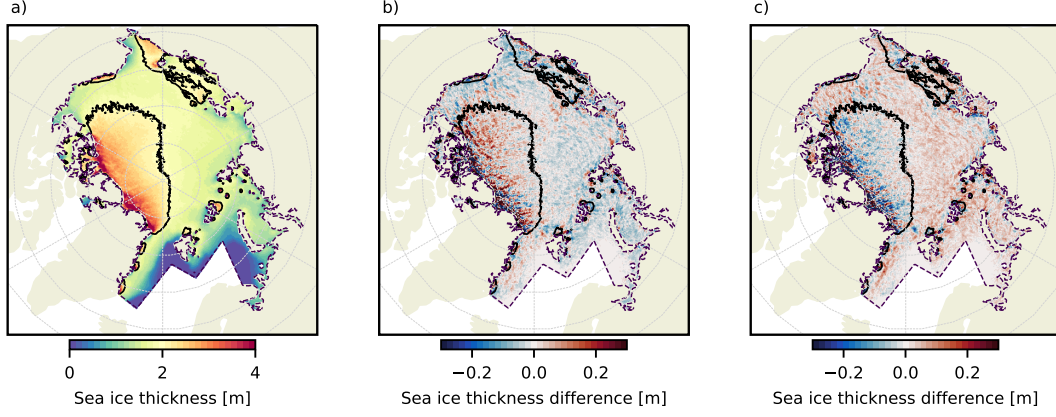 a)
b)
c)
0 2 4
−0.2 0.0 0.2
−0.2 0.0 0.2
Sea ice thickness [m]
Sea ice thickness difference [m]
Sea ice thickness difference [m]